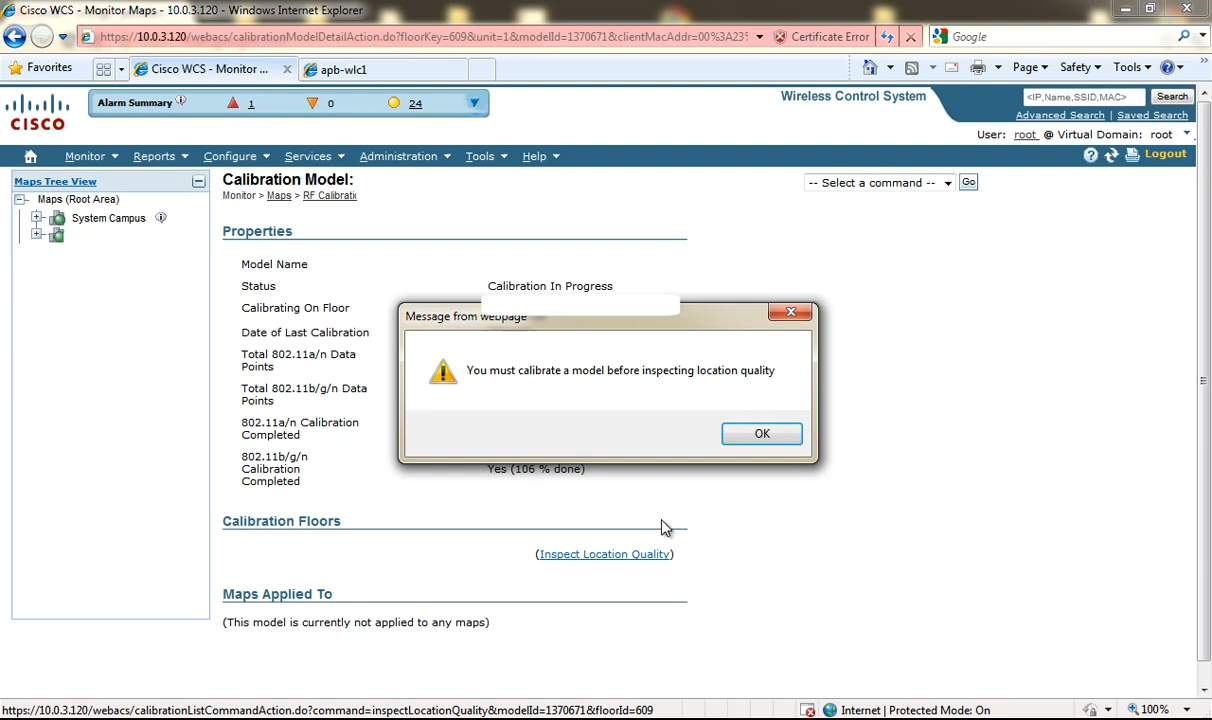 Cisco WCS - Monitor Maps - 10.0.3.120 - Windows Internet Explorer
https://10.0.3.120/webacs/calibrationModelDetailAction.do?floorKey=609&unit=1&modelId=1370671&clientMacAddr=00%3A23% Certificate Error Google
Favorites Cisco WCS - Monitor ... apb-wlc1 Page Safety Tools
CISCO
Alarm Summary 1 0 24
Wireless Control System
<IP,Name,SSID,MAC> Search
Advanced Search | Saved Search
User: root @ Virtual Domain: root
Monitor Reports Configure Services Administration Tools Help Logout
Maps Tree View
Maps (Root Area)
System Campus
Calibration Model:
Monitor > Maps > RF Calibrati
-- Select a command -- Go
Properties
Model Name
Status Calibration In Progress
Calibrating On Floor
Date of Last Calibration
Total 802.11a/n Data
Points
Total 802.11b/g/n Data
Points
802.11a/n Calibration
Completed
802.11b/g/n
Calibration
Completed
Yes (106 % done)
Message from webpage
You must calibrate a model before inspecting location quality
OK
Calibration Floors
(Inspect Location Quality)
Maps Applied To
(This model is currently not applied to any maps)
https://10.0.3.120/webacs/calibrationListCommandAction.do?command=inspectLocationQuality&modelId=1370671&floorId=609 Internet | Protected Mode: On 100%